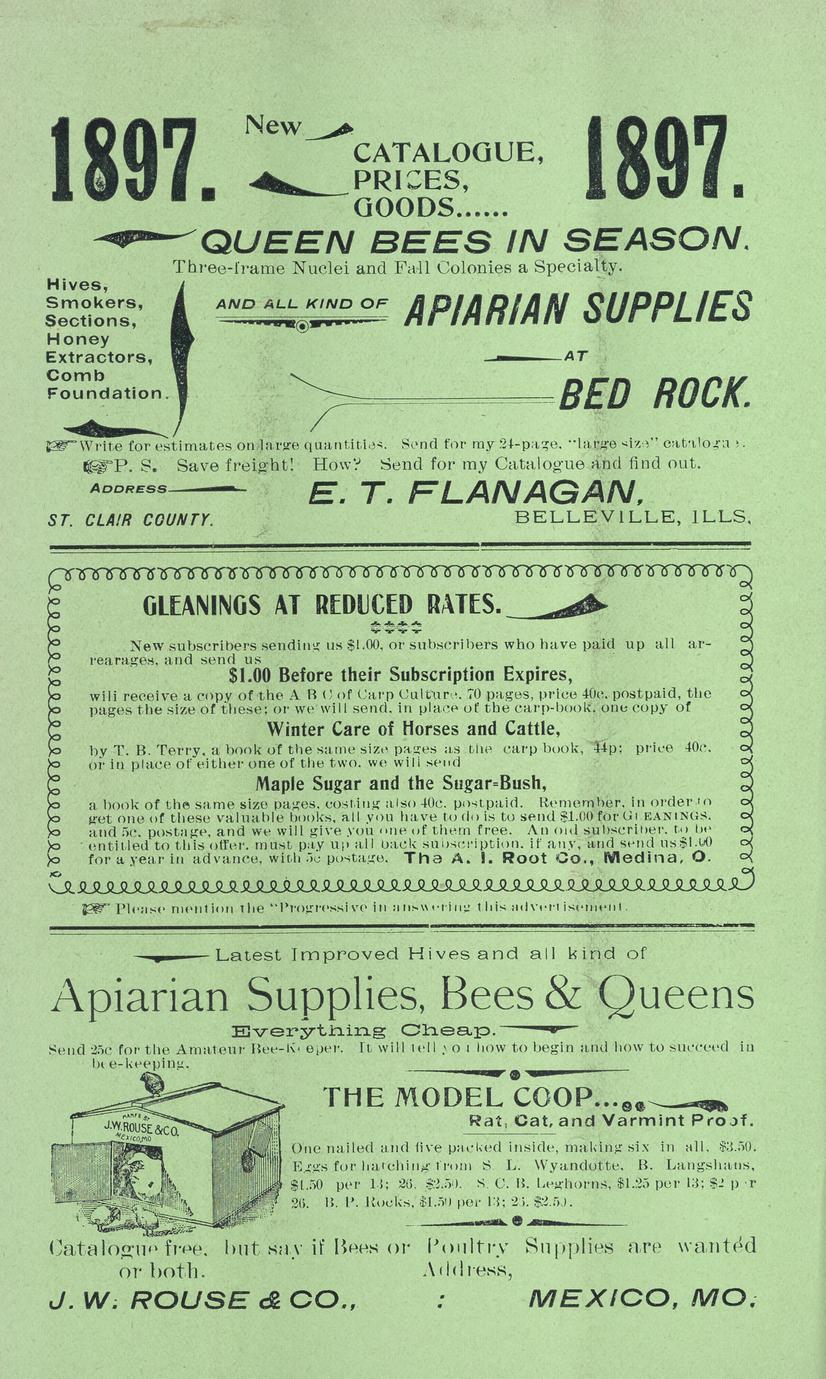 1897. New 1897.
CATALOGUE,
PRICES,
GOODS......
QUEEN BEES IN SEASON.
Three-frame Nuclei and Fall Colonies a Specialty.
Hives,
Smokers,
Sections,
Honey
Extractors,
Comb
Foundation.
AND ALL KIND OF APIARIAN SUPPLIES
AT
BED ROCK.
Write for estimates on large quantities. Send for my 24-page, "large size" catalogu
P. S. Save freight! How? Send for my Catalogue and find out.
ADDRESS E. T. FLANAGAN,
ST. CLAIR COUNTY. BELLEVILLE, ILLS,
GLEANINGS AT REDUCED RATES.
New subscribers sending us $1.00, or subscribers who have paid up all ar-
rearages, and send us
$1.00 Before their Subscription Expires,
will receive a copy of the A B C of Carp Culture, 70 pages, price 40c, postpaid, the
pages the size of these; or we will send, in place of the carp-book, one copy of
Winter Care of Horses and Cattle,
by T. B. Terry, a book of the same size pages as the carp book, 44p; price 40c,
or in place of either one of the two, we will send
Maple Sugar and the Sugar-Bush,
a book of the same size pages, costing also 40c, postpaid. Remember, in order to
get one of these valuable books, all you have to do is to send $1.00 for GLEANINGS,
and 5c. postage, and we will give you one of them free. An old subscriber, to be
entitled to this offer, must pay up all back subscription, if any, and send us $1.00
for a year in advance, with 5c postage. The A. I. Root Co., Medina, O.
Please mention the "Progressive in answering this advertisement.
Latest Improved Hives and all kind of
Apiarian Supplies, Bees & Queens
Everything Cheap.
Send 25c for the Amateur Bee-Keeper. It will tell you how to begin and how to succeed in
bee-keeping.
MANF'D BY
J.W.ROUSE & CO.
MEXICO, MO
THE MODEL COOP...
Rat, Cat, and Varmint Proof.
One nailed and five packed inside, making six in all, $3.50.
Eggs for hatching from S. L. Wyandotte, B. Langshans,
$1.50 per 13; 26, $2.50. S. C. B. Leghorns, $1.25 per 13; $2 per
26. B. P. Rocks, $1.50 per 13; 26, $2.50.
Catalogue free, but say if Bees or Poultry Supplies are wanted
or both. Address,
J. W. ROUSE & CO., : MEXICO, MO.